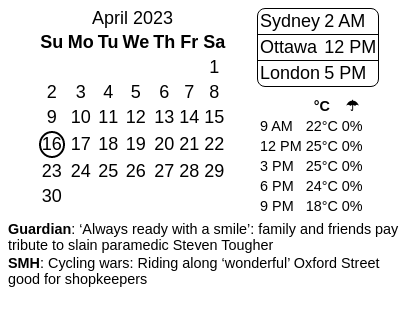 April 2023
Su Mo Tu We Th Fr Sa
1
2 3 4 5 6 7 8
9 10 11 12 13 14 15
16 17 18 19 20 21 22
23 24 25 26 27 28 29
30
Sydney 2 AM
Ottawa 12 PM
London 5 PM
°C ☂
9 AM 22°C 0%
12 PM 25°C 0%
3 PM 25°C 0%
6 PM 24°C 0%
9 PM 18°C 0%
Guardian: ‘Always ready with a smile’: family and friends pay
tribute to slain paramedic Steven Tougher
SMH: Cycling wars: Riding along ‘wonderful’ Oxford Street
good for shopkeepers